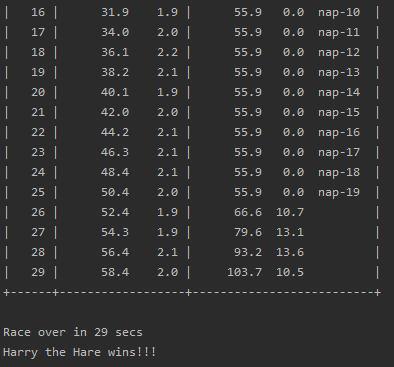 |   16 |      31.9    1.9 |      55.9   0.0  nap-10  |
|   17 |      34.0    2.0 |      55.9   0.0  nap-11  |
|   18 |      36.1    2.2 |      55.9   0.0  nap-12  |
|   19 |      38.2    2.1 |      55.9   0.0  nap-13  |
|   20 |      40.1    1.9 |      55.9   0.0  nap-14  |
|   21 |      42.0    2.0 |      55.9   0.0  nap-15  |
|   22 |      44.2    2.1 |      55.9   0.0  nap-16  |
|   23 |      46.3    2.1 |      55.9   0.0  nap-17  |
|   24 |      48.4    2.1 |      55.9   0.0  nap-18  |
|   25 |      50.4    2.0 |      55.9   0.0  nap-19  |
|   26 |      52.4    1.9 |      66.6  10.7          |
|   27 |      54.3    1.9 |      79.6  13.1          |
|   28 |      56.4    2.1 |      93.2  13.6          |
|   29 |      58.4    2.0 |     103.7  10.5          |
+------+------------------+--------------------------+
Race over in 29 secs
Harry the Hare wins!!!